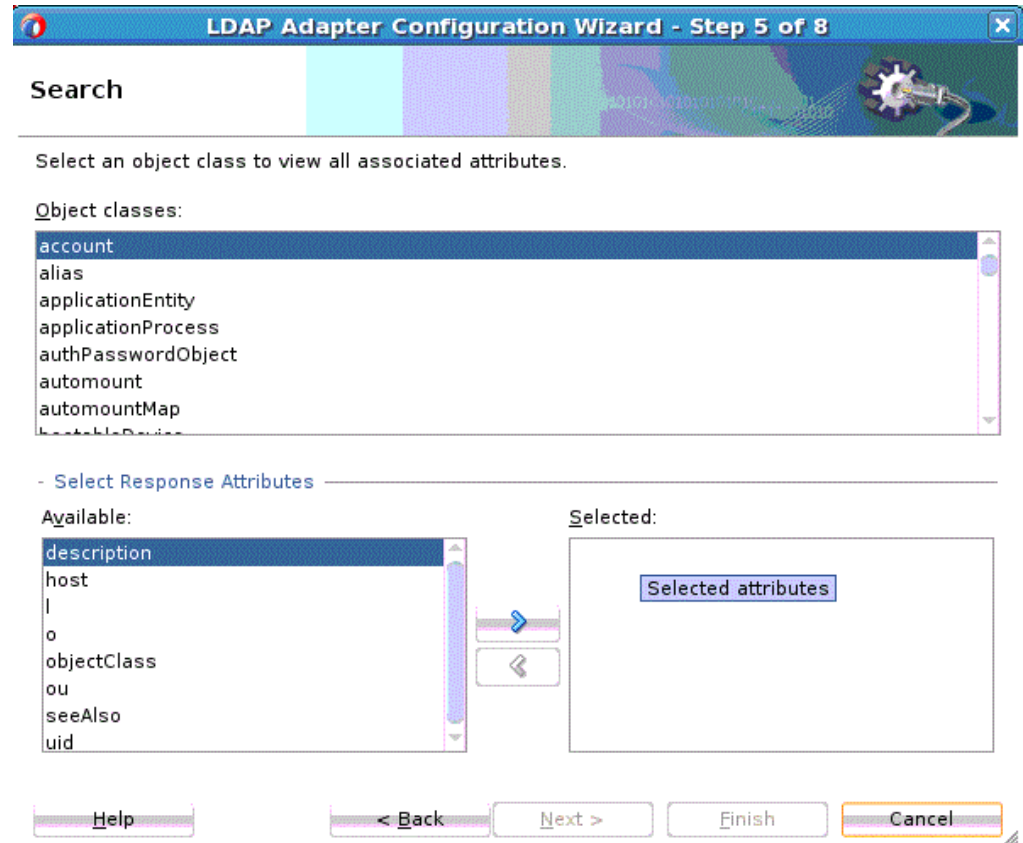 LDAP Adapter Configuration Wizard - Step 5 of 8
Search
Select an object class to view all associated attributes.
Object classes:
account
alias
applicationEntity
applicationProcess
authPasswordObject
automount
automountMap
- Select Response Attributes
Available:
description
host
l
o
objectClass
ou
seeAlso
uid
Selected:
Selected attributes
Help
< Back
Next >
Finish
Cancel